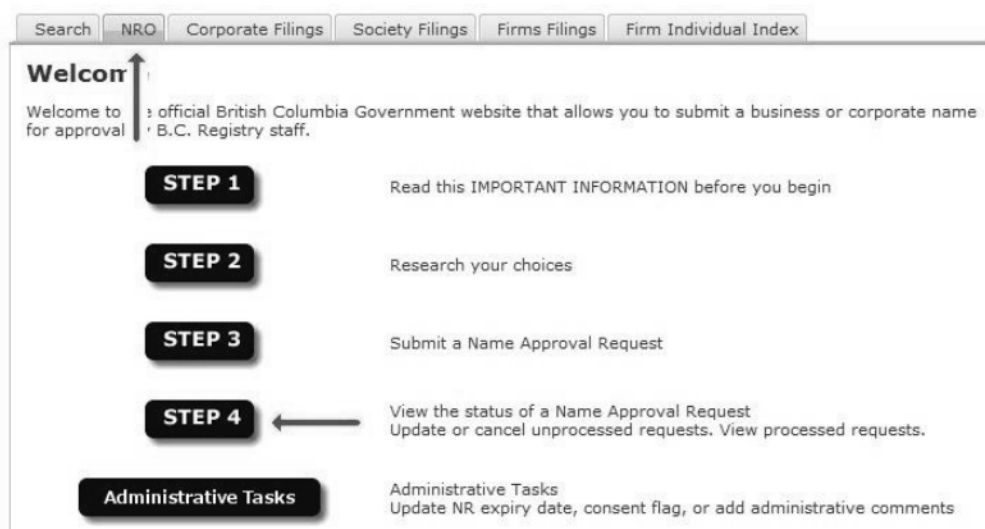 Search NRO Corporate Filings Society Filings Firms Filings Firm Individual Index
Welcom
Welcome to official British Columbia Government website that allows you to submit a business or corporate name
for approval B.C. Registry staff.
STEP 1 Read this IMPORTANT INFORMATION before you begin
STEP 2 Research your choices
STEP 3 Submit a Name Approval Request
STEP 4 View the status of a Name Approval Request
Update or cancel unprocessed requests. View processed requests.
Administrative Tasks Administrative Tasks
Update NR expiry date, consent flag, or add administrative comments